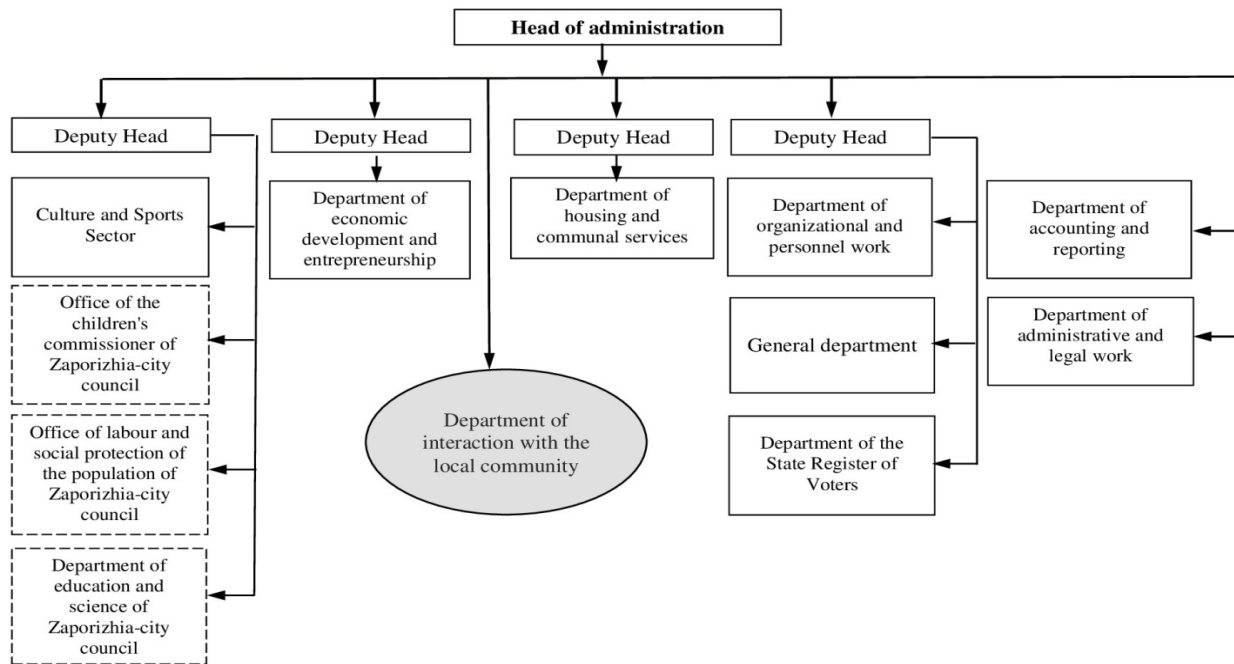 Head of administration
Deputy Head
Deputy Head
Deputy Head
Deputy Head
Culture and Sports
Sector
Office of the
children's
commissioner of
Zaporizhia-city
council
Office of labour and
social protection of
the population of
Zaporizhia-city
council
Department of
education and
science of
Zaporizhia-city
council
Department of
economic
development and
entrepreneurship
Department of
interaction with the
local community
Department of
housing and
communal services
Department of
organizational and
personnel work
General department
Department of the
State Register of
Voters
Department of
accounting and
reporting
Department of
administrative and
legal work